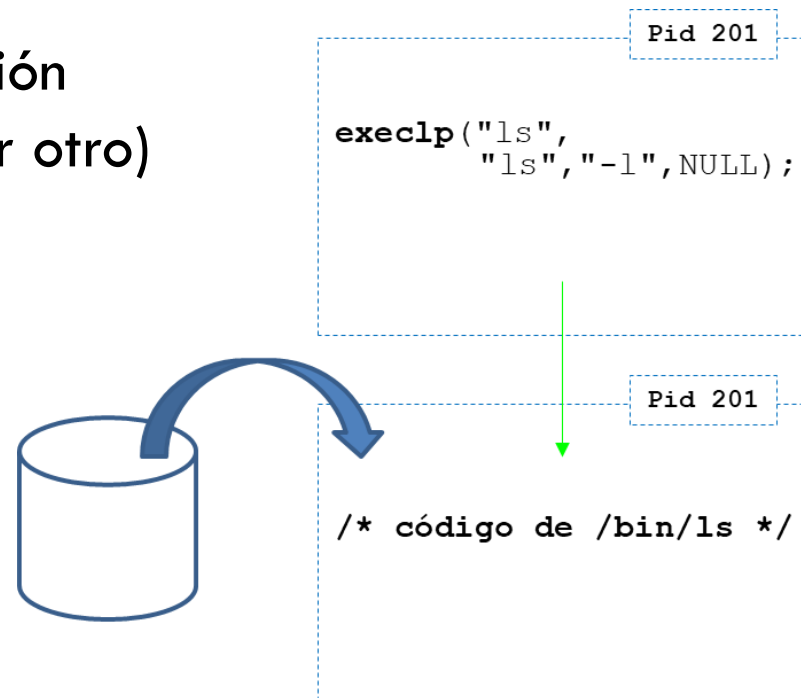 ión
r otro)
Pid 201
execlp("ls",
"ls","-l",NULL);
Pid 201
/* código de /bin/ls */